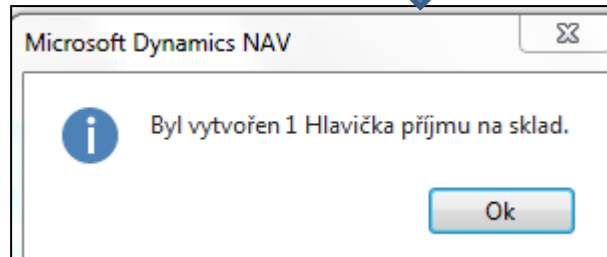 Microsoft Dynamics NAV
Byl vytvořen 1 Hlavička příjmu na sklad.
Ok